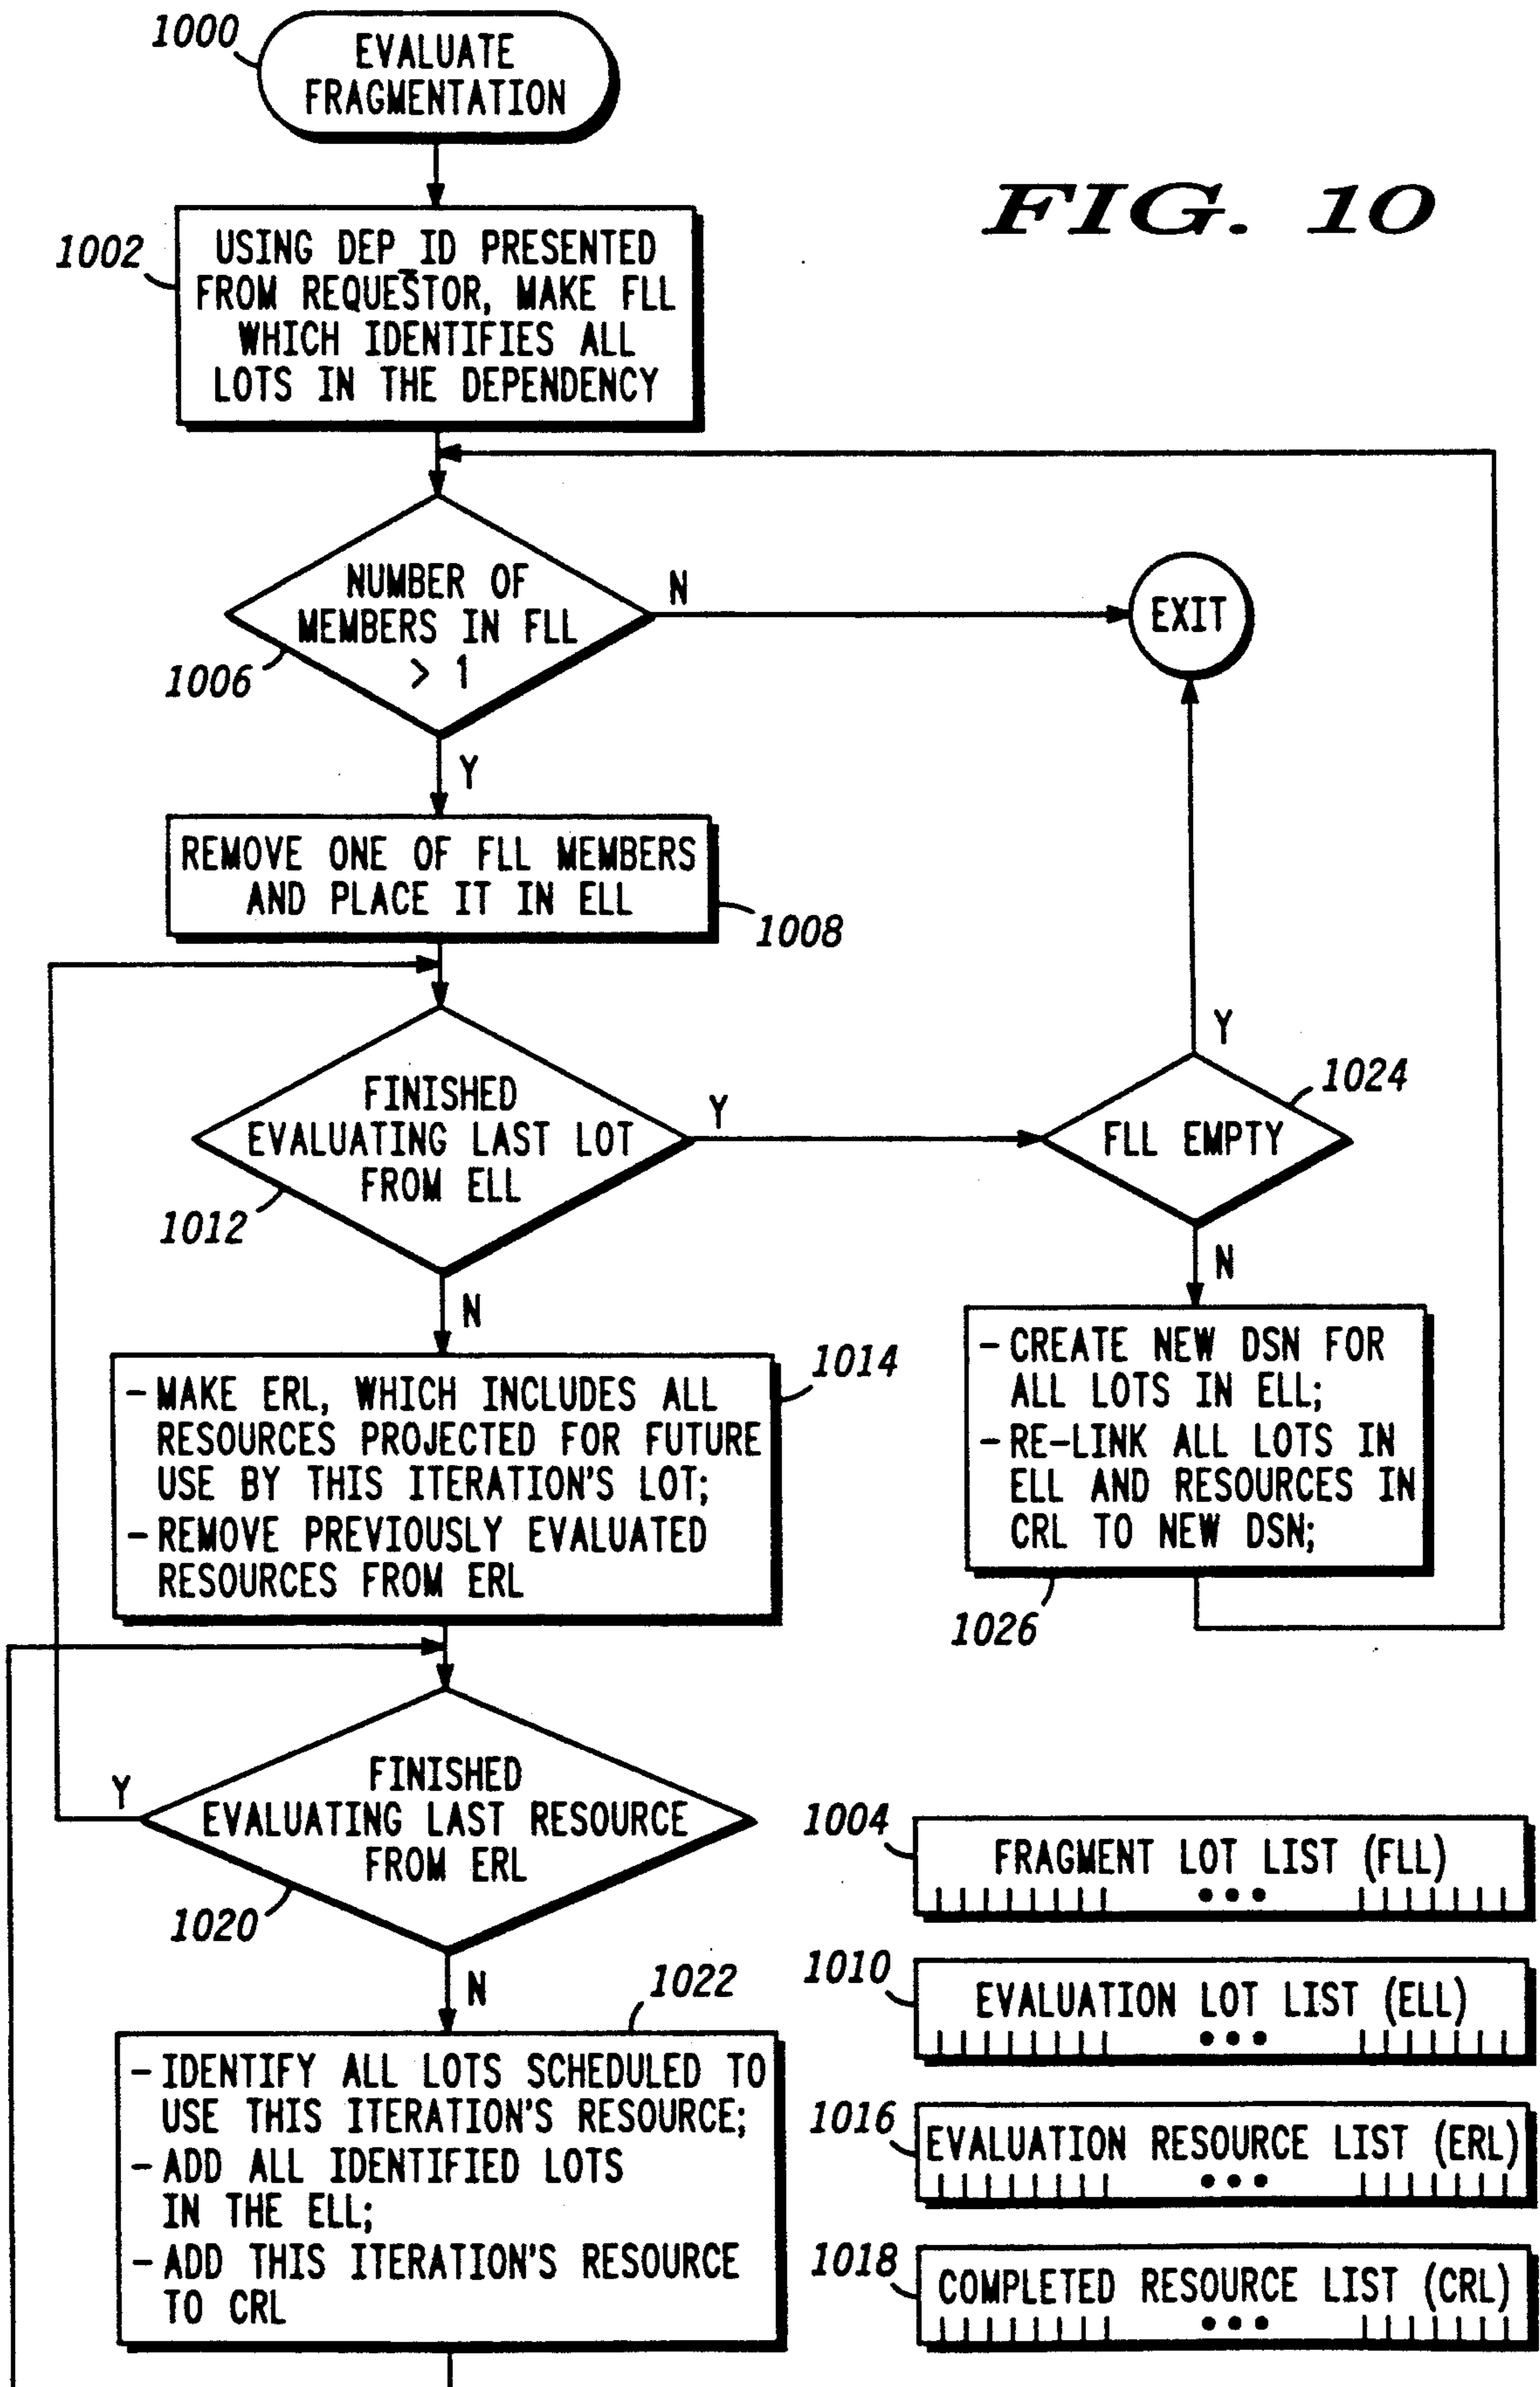 1000
EVALUATE
FRAGMENTATION
FIG. 10
1002
USING DEP_ID PRESENTED
FROM REQUESTOR, MAKE FLL
WHICH IDENTIFIES ALL
LOTS IN THE DEPENDENCY
NUMBER OF
MEMBERS IN FLL
> 1
1006
N
EXIT
Y
REMOVE ONE OF FLL MEMBERS
AND PLACE IT IN ELL
1008
FINISHED
EVALUATING LAST LOT
FROM ELL
1012
Y
Y
FLL EMPTY
1024
N
N
- CREATE NEW DSN FOR
ALL LOTS IN ELL;
- RE-LINK ALL LOTS IN
ELL AND RESOURCES IN
CRL TO NEW DSN;
1026
1014
- MAKE ERL, WHICH INCLUDES ALL
RESOURCES PROJECTED FOR FUTURE
USE BY THIS ITERATION'S LOT;
- REMOVE PREVIOUSLY EVALUATED
RESOURCES FROM ERL
Y
FINISHED
EVALUATING LAST RESOURCE
FROM ERL
1020
N
1022
- IDENTIFY ALL LOTS SCHEDULED TO
USE THIS ITERATION'S RESOURCE;
- ADD ALL IDENTIFIED LOTS
IN THE ELL;
- ADD THIS ITERATION'S RESOURCE
TO CRL
1004
FRAGMENT LOT LIST (FLL)
1010
EVALUATION LOT LIST (ELL)
1016
EVALUATION RESOURCE LIST (ERL)
1018
COMPLETED RESOURCE LIST (CRL)